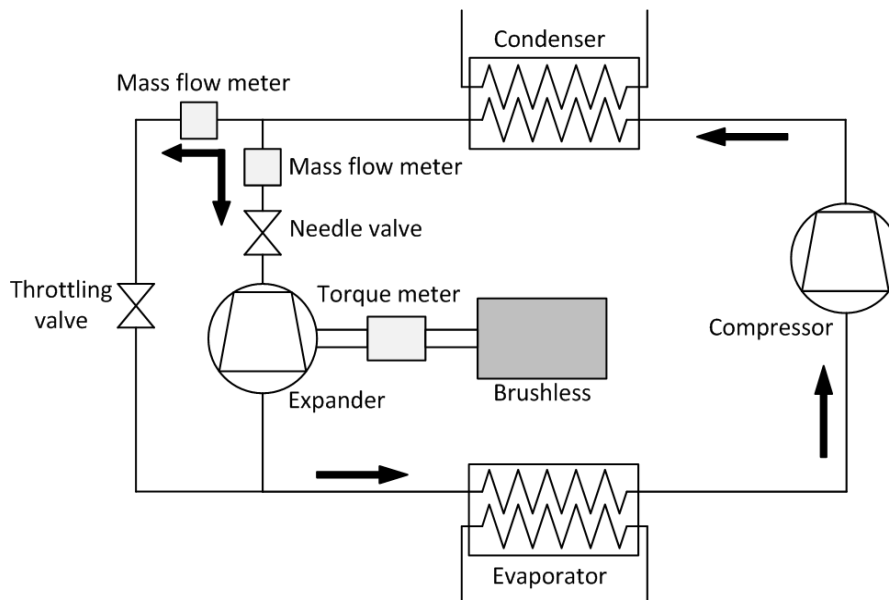 Condenser
Mass flow meter
Mass flow meter
Needle valve
Throttling
valve
Torque meter
Compressor
Expander
Brushless
Evaporator